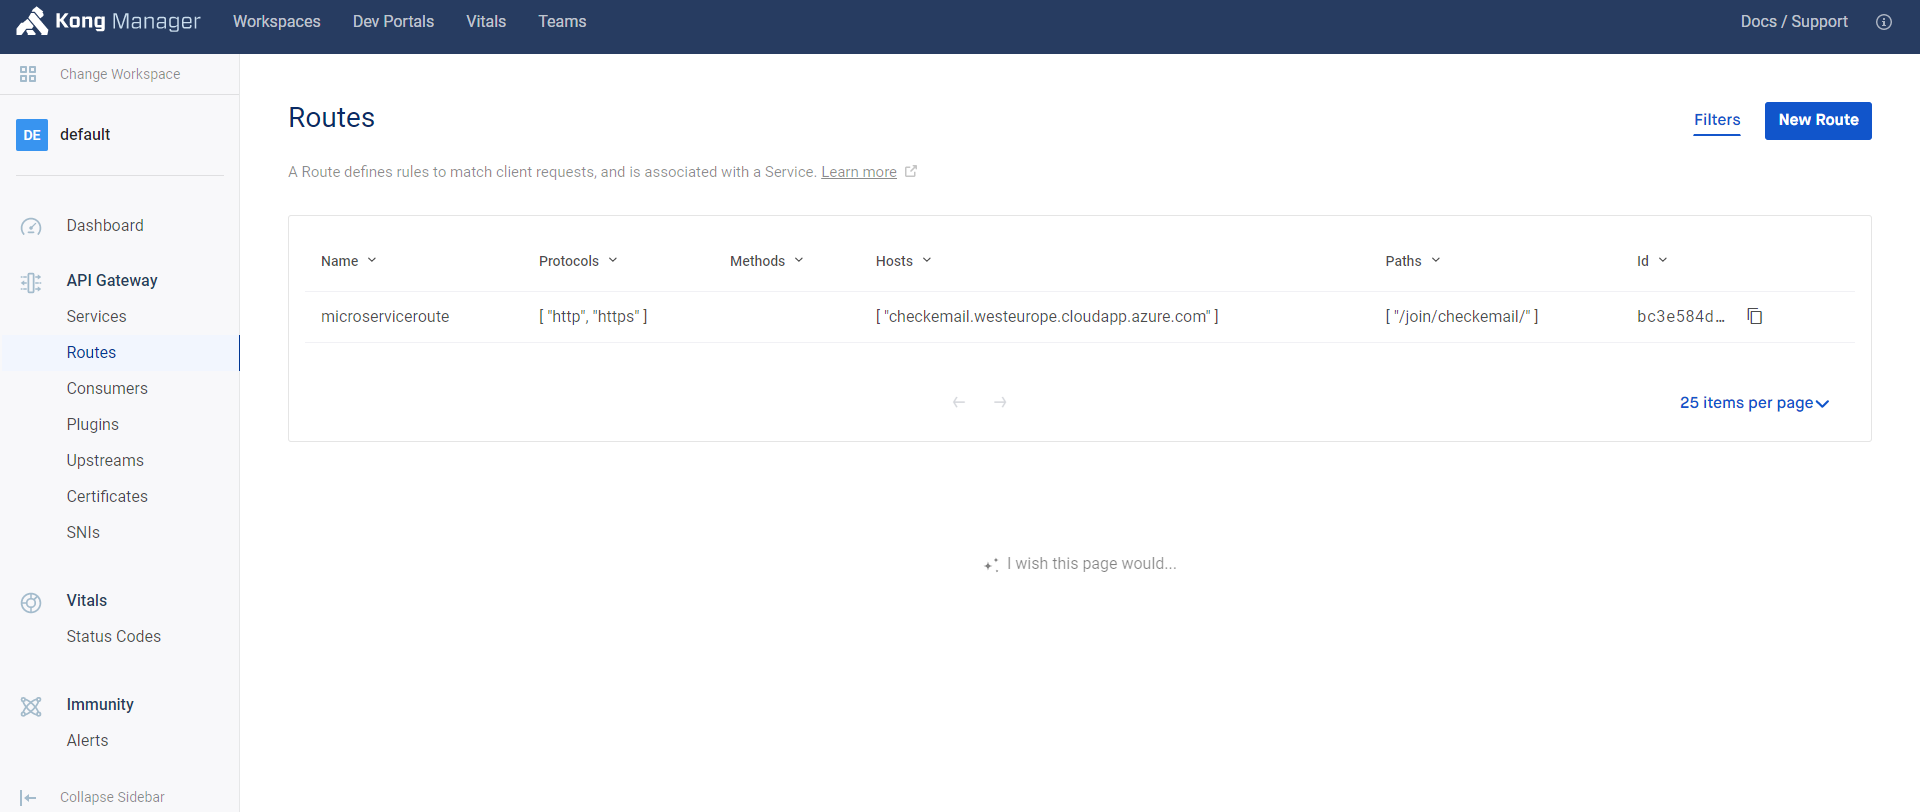 Kong Manager Workspaces Dev Portals Vitals Teams Docs / Support
Change Workspace
DE default
Dashboard
API Gateway
Services
Routes
Consumers
Plugins
Upstreams
Certificates
SNIs
Vitals
Status Codes
Immunity
Alerts
Collapse Sidebar
Routes
Filters New Route
A Route defines rules to match client requests, and is associated with a Service. Learn more
Name Protocols Methods Hosts Paths Id
microserviceroute [ "http", "https" ] [ "checkemail.westeurope.cloudapp.azure.com" ] [ "/join/checkemail/" ] bc3e584d…
25 items per page
I wish this page would...